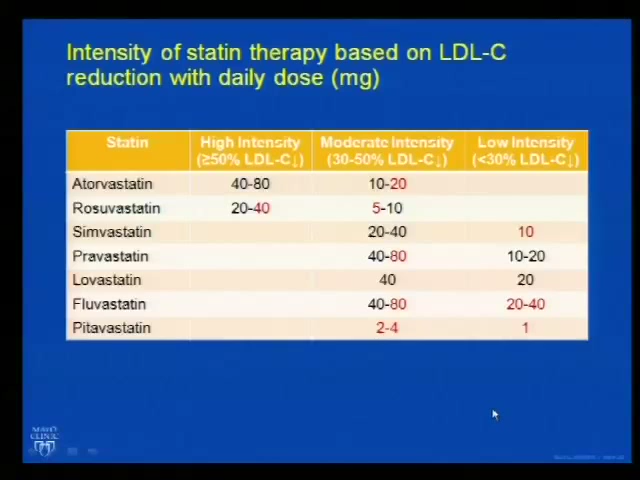 Intensity of statin therapy based on LDL-C
reduction with daily dose (mg)
Statin High Intensity Moderate Intensity Low Intensity
(≥50% LDL-C↓) (30-50% LDL-C↓) (<30% LDL-C↓)
Atorvastatin 40-80 10-20
Rosuvastatin 20-40 5-10
Simvastatin 20-40 10
Pravastatin 40-80 10-20
Lovastatin 40 20
Fluvastatin 40-80 20-40
Pitavastatin 2-4 1
MAYO
CLINIC